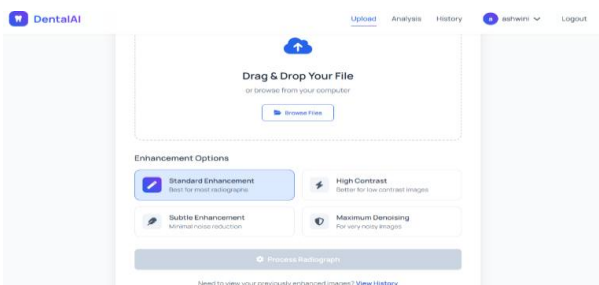 DentalAI
Upload Analysis History a ashwini Logout
Drag & Drop Your File
or browse from your computer
Browse Files
Enhancement Options
Standard Enhancement
Best for most radiographs
High Contrast
Better for low contrast images
Subtle Enhancement
Minimal noise reduction
Maximum Denoising
For very noisy images
Process Radiograph
Need to view your previously enhanced images? View History